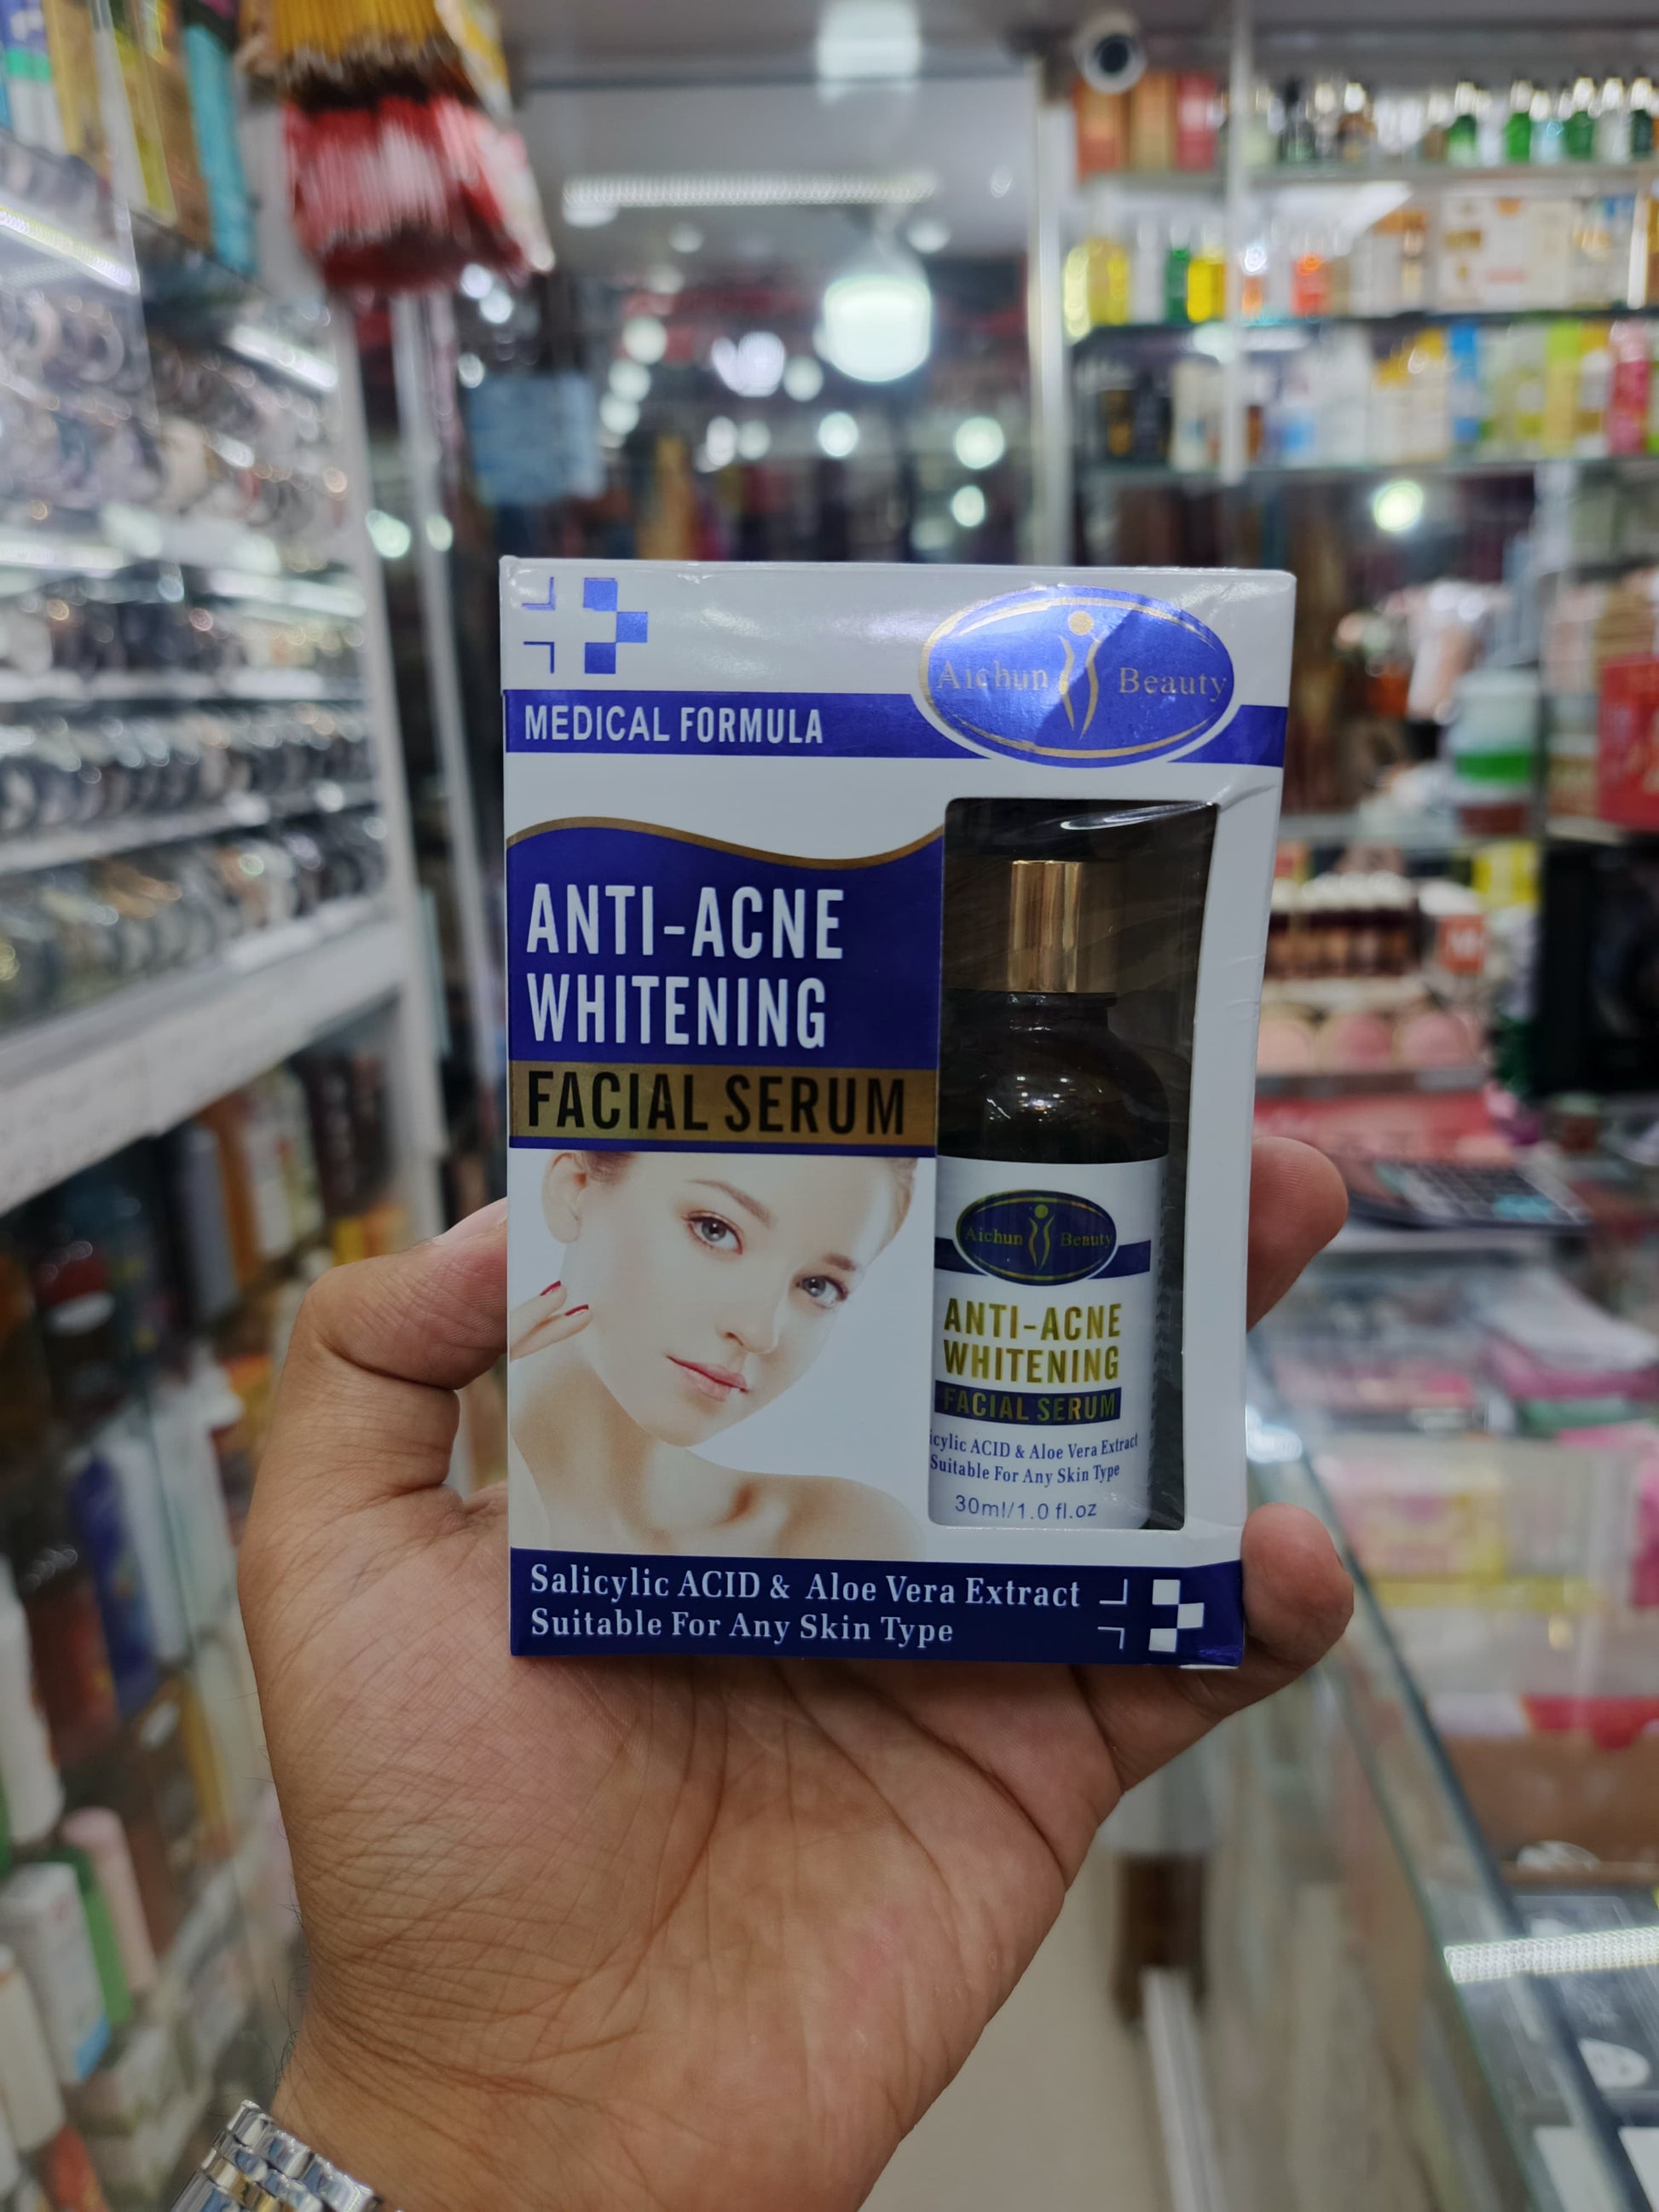 Aichun Beauty
MEDICAL FORMULA
ANTI-ACNE
WHITENING
FACIAL SERUM
Aichun Beauty
ANTI-ACNE
WHITENING
FACIAL SERUM
icylic ACID & Aloe Vera Extract
Suitable For Any Skin Type
30ml/1.0 fl.oz
Salicylic ACID & Aloe Vera Extract
Suitable For Any Skin Type